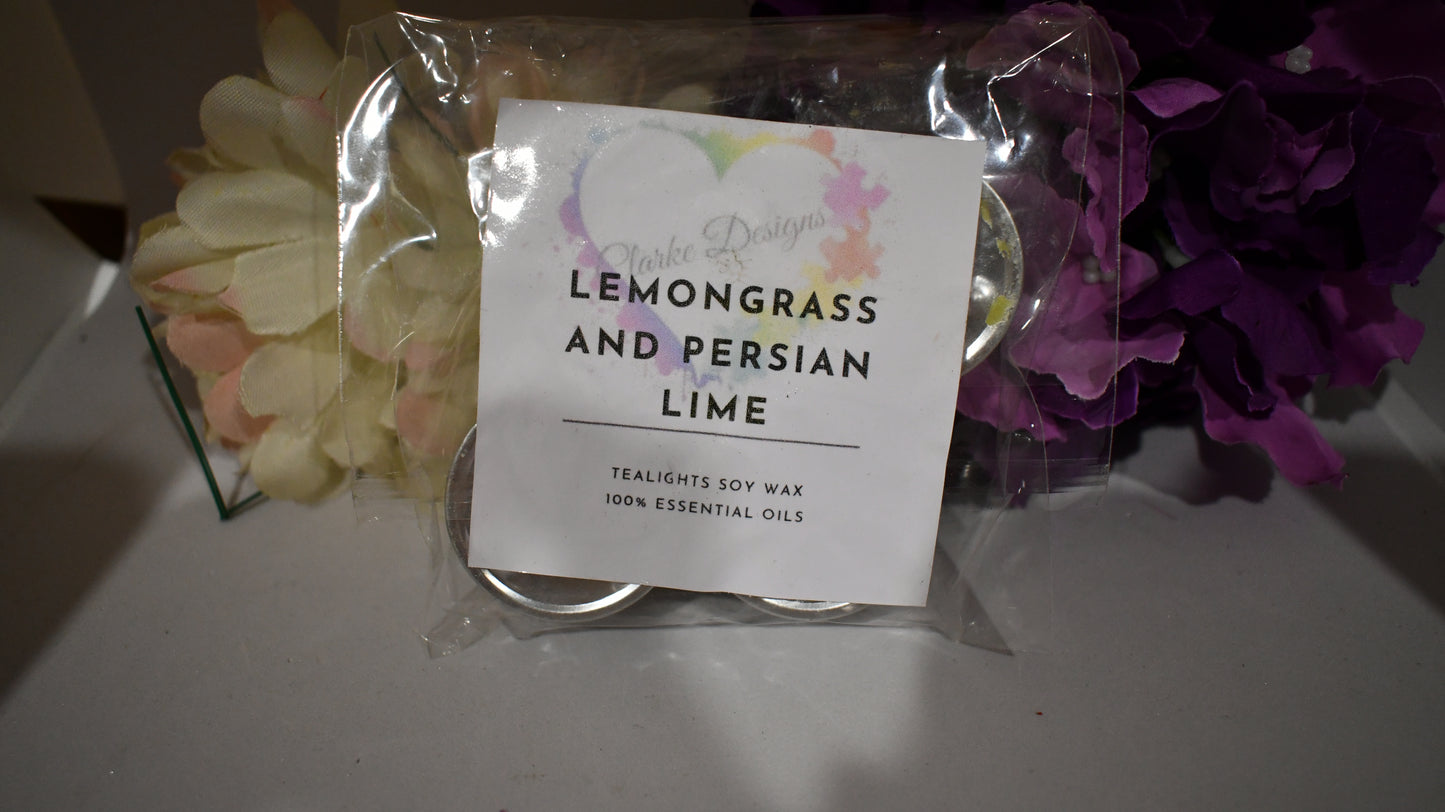 Clarke Designs
LEMONGRASS
AND PERSIAN
LIME
TEALIGHTS SOY WAX
100% ESSENTIAL OILS